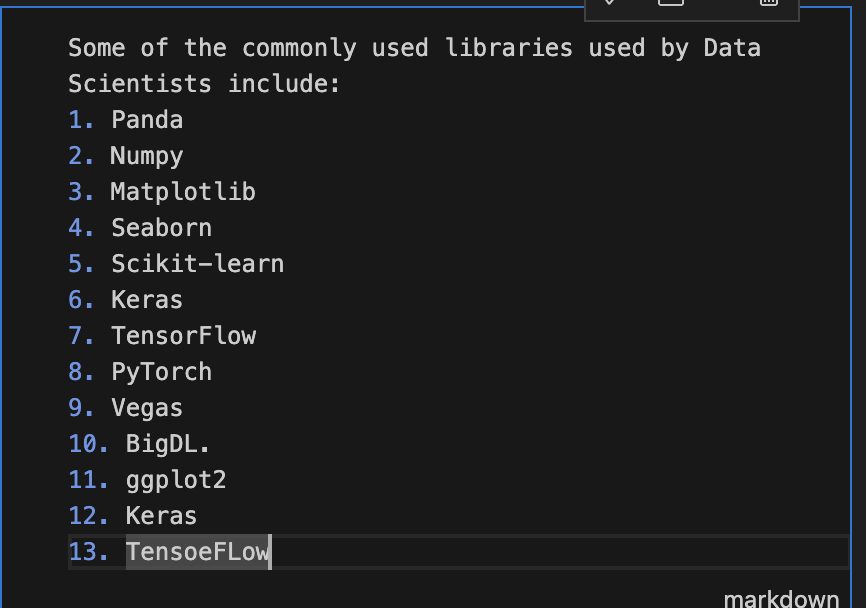 Some of the commonly used libraries used by Data
Scientists include:
1. Panda
2. Numpy
3. Matplotlib
4. Seaborn
5. Scikit-learn
6. Keras
7. TensorFlow
8. PyTorch
9. Vegas
10. BigDL.
11. ggplot2
12. Keras
13. TensoeFLow
markdown